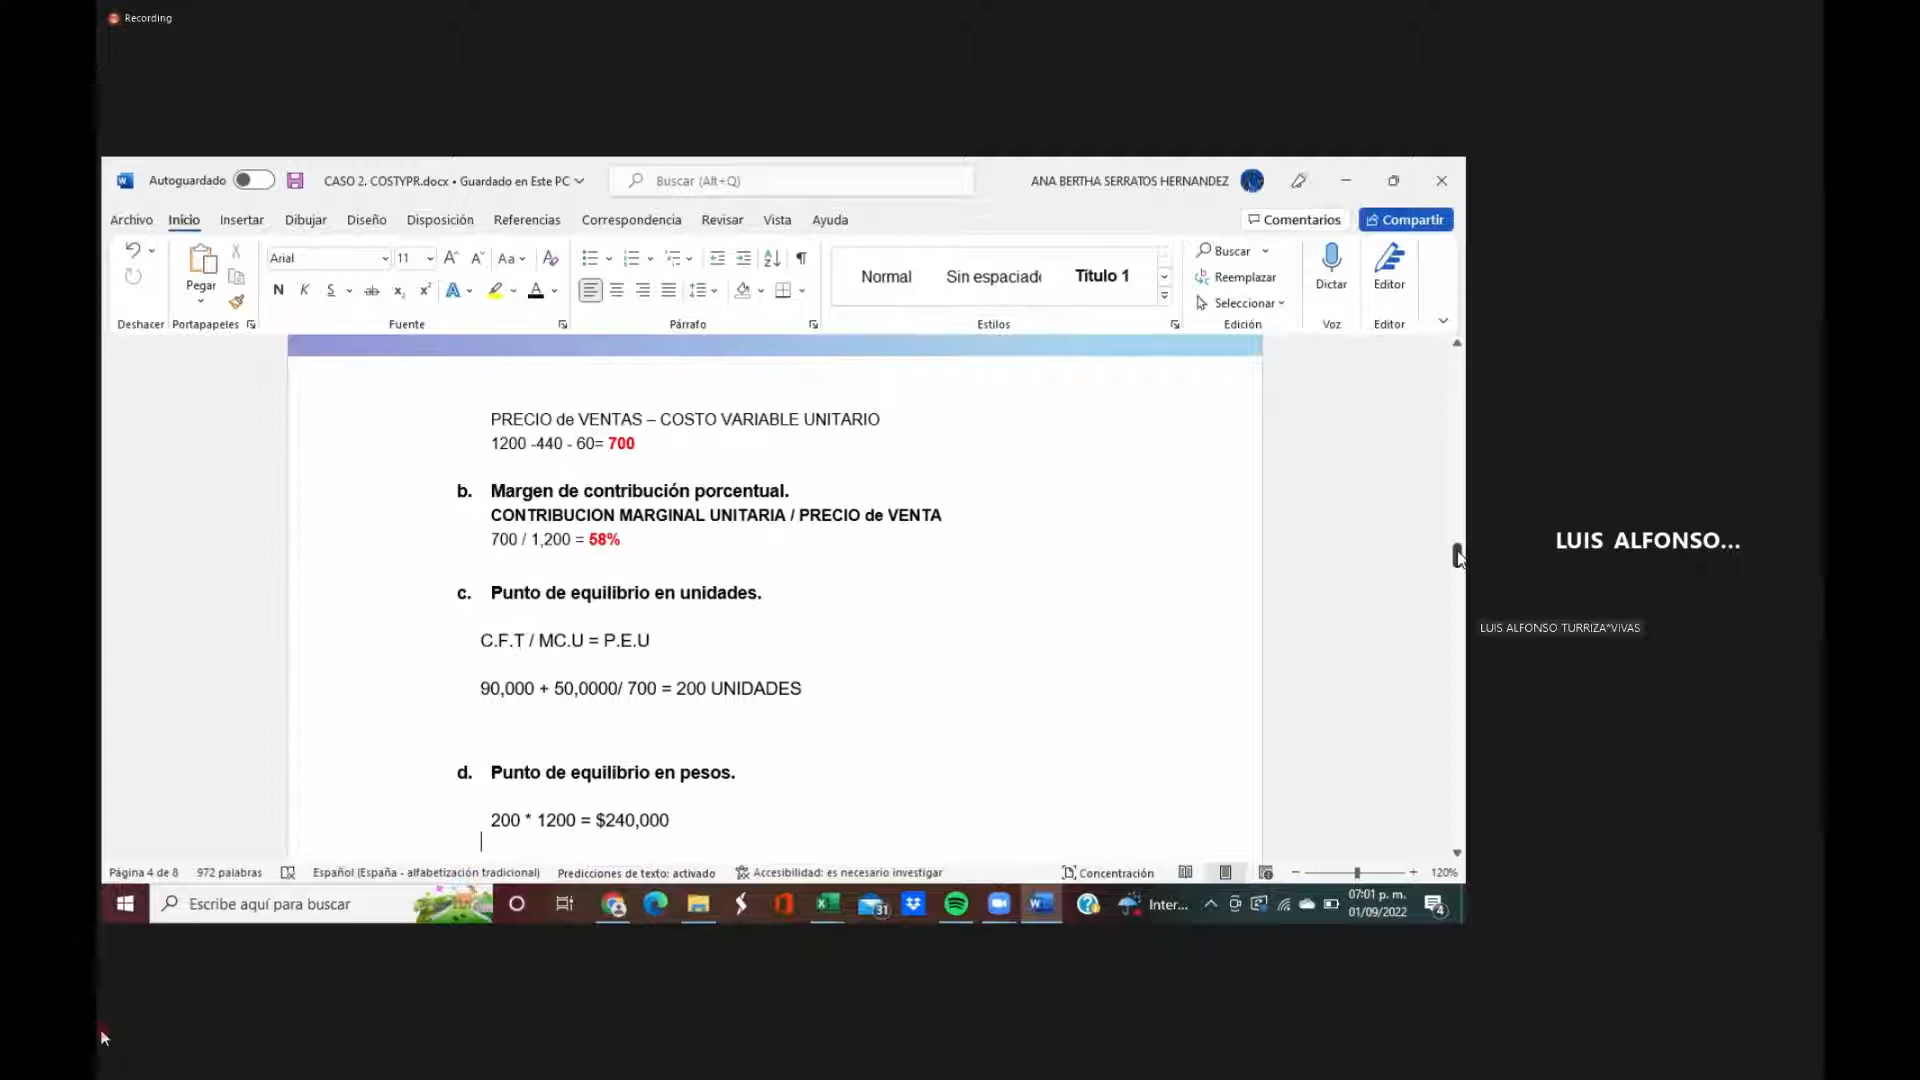 Recording
Autoguardado
CASO 2. COSTYPR.docx • Guardado en Este PC
Buscar (Alt+Q)
ANA BERTHA SERRATOS HERNANDEZ
Archivo Inicio Insertar Dibujar Diseño Disposición Referencias Correspondencia Revisar Vista Ayuda
Comentarios Compartir
Pegar
Arial 11
Normal Sin espaciado Título 1
Buscar
Reemplazar
Seleccionar
Dictar
Editor
Deshacer Portapapeles Fuente Párrafo Estilos Edición Voz Editor
PRECIO de VENTAS – COSTO VARIABLE UNITARIO
1200 -440 - 60= 700
b. Margen de contribución porcentual.
CONTRIBUCION MARGINAL UNITARIA / PRECIO de VENTA
700 / 1,200 = 58%
c. Punto de equilibrio en unidades.
C.F.T / MC.U = P.E.U
90,000 + 50,0000/ 700 = 200 UNIDADES
d. Punto de equilibrio en pesos.
200 * 1200 = $240,000
LUIS ALFONSO...
LUIS ALFONSO TURRIZA*VIVAS
Página 4 de 8 972 palabras Español (España - alfabetización tradicional) Predicciones de texto: activado Accesibilidad: es necesario investigar Concentración 120%
Escribe aquí para buscar
31
Inter...
07:01 p. m.
01/09/2022
4